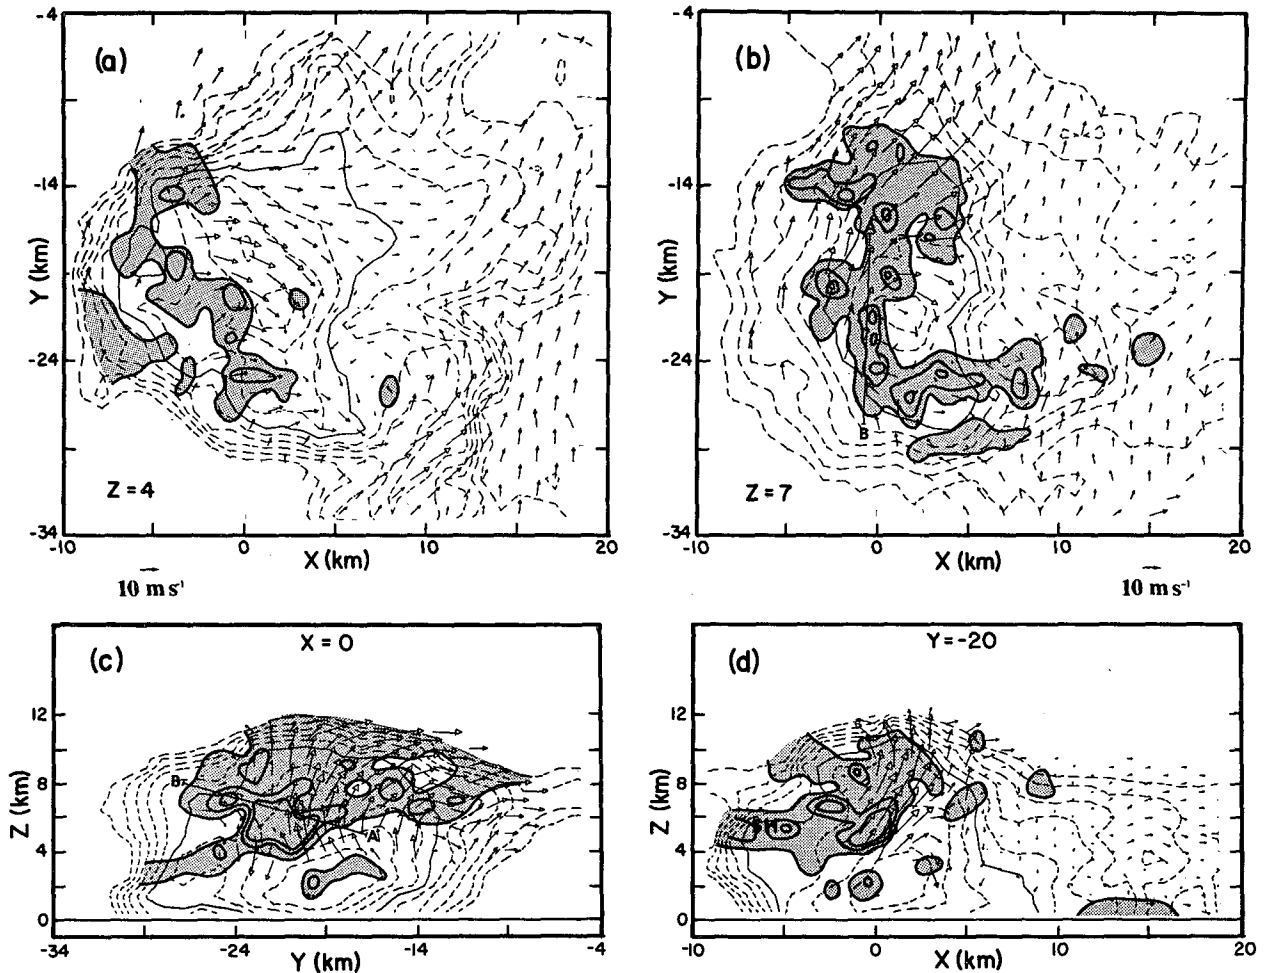 -4
(a)
-14
Y (km)
-24
Z = 4
-34
-10 0 10 20
X (km)
10 m s⁻¹
-4
(b)
-14
Y (km)
A
-24
B
Z = 7
-34
-10 0 10 20
X (km)
10 m s⁻¹
X = 0
(c)
12
8
Z (km)
4
0
B
A
-34 -24 -14 -4
Y (km)
Y = -20
(d)
12
8
Z (km)
4
0
-10 0 10 20
X (km)